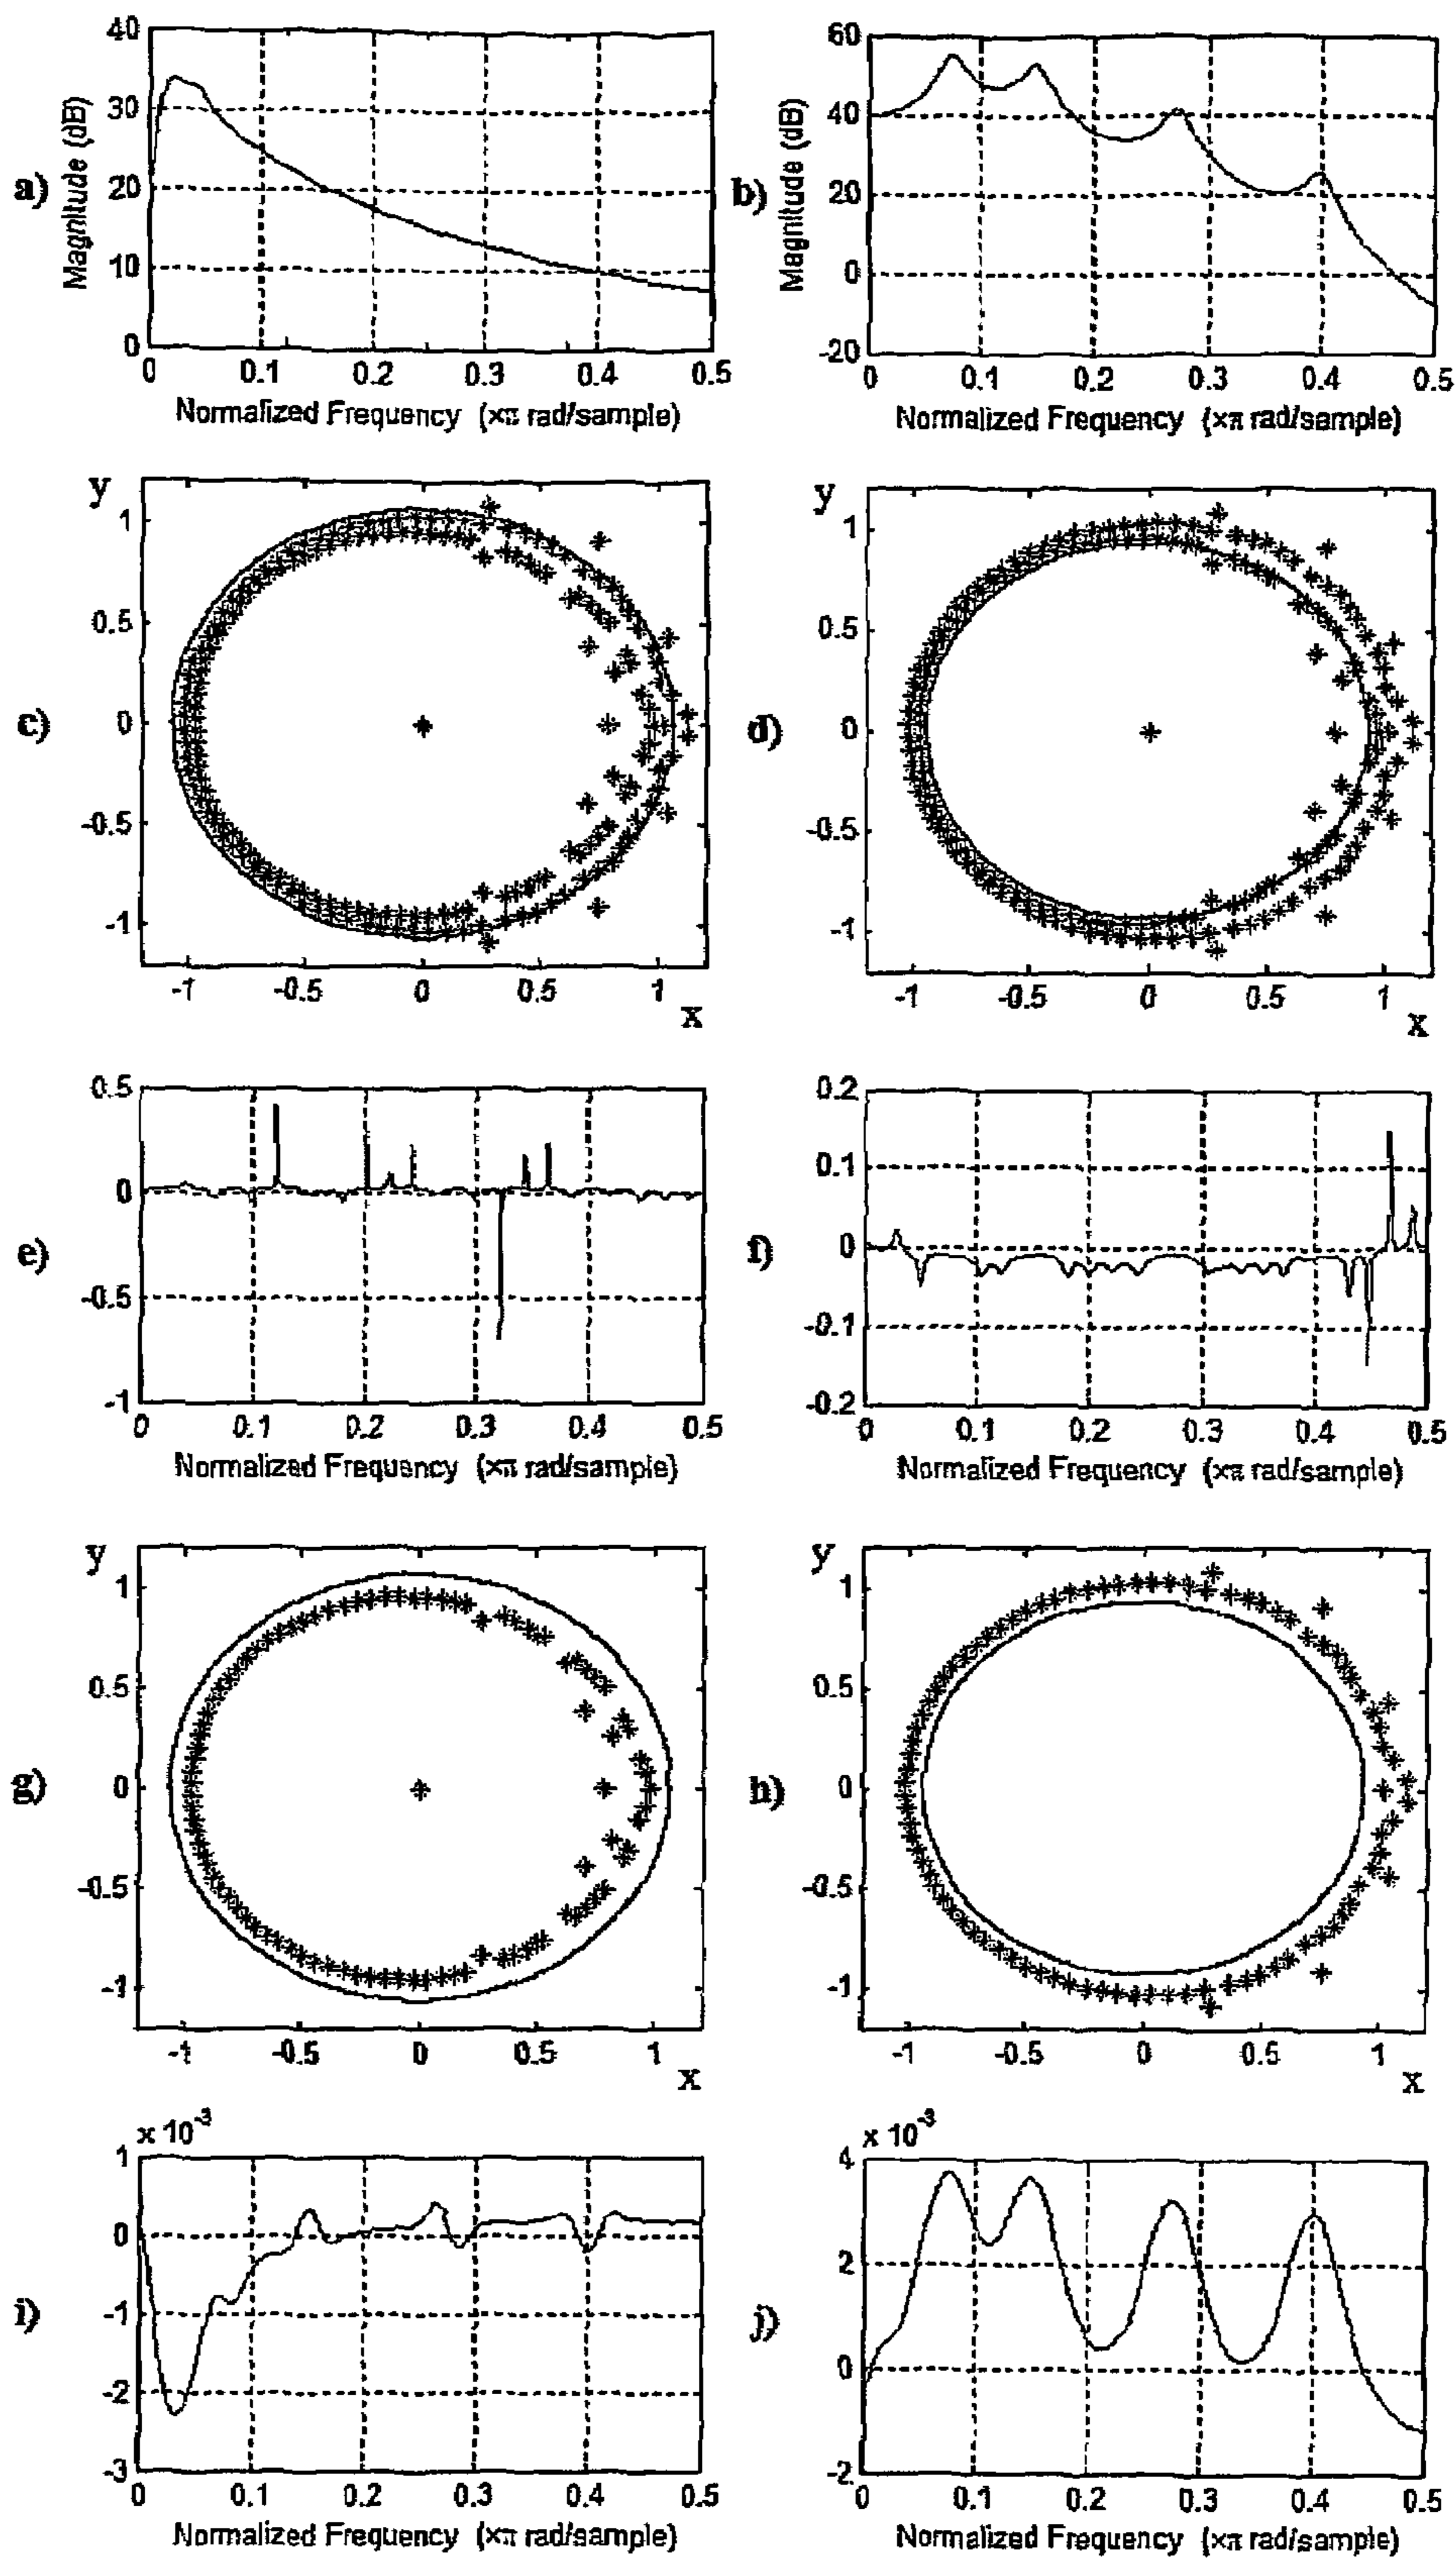 a)
Magnitude (dB)
40
30
20
10
0
0 0.1 0.2 0.3 0.4 0.5
Normalized Frequency (×π rad/sample)
b)
Magnitude (dB)
60
40
20
0
-20
0 0.1 0.2 0.3 0.4 0.5
Normalized Frequency (×π rad/sample)
c)
y
1
0.5
0
-0.5
-1
-1 -0.5 0 0.5 1
x
d)
y
1
0.5
0
-0.5
-1
-1 -0.5 0 0.5 1
x
e)
0.5
0
-0.5
-1
0 0.1 0.2 0.3 0.4 0.5
Normalized Frequency (×π rad/sample)
f)
0.2
0.1
0
-0.1
-0.2
0 0.1 0.2 0.3 0.4 0.5
Normalized Frequency (×π rad/sample)
g)
y
1
0.5
0
-0.5
-1
-1 -0.5 0 0.5 1
x
h)
y
1
0.5
0
-0.5
-1
-1 -0.5 0 0.5 1
x
i)
x 10⁻³
1
0
-1
-2
-3
0 0.1 0.2 0.3 0.4 0.5
Normalized Frequency (×π rad/sample)
j)
x 10⁻³
4
2
0
-2
0 0.1 0.2 0.3 0.4 0.5
Normalized Frequency (×π rad/sample)